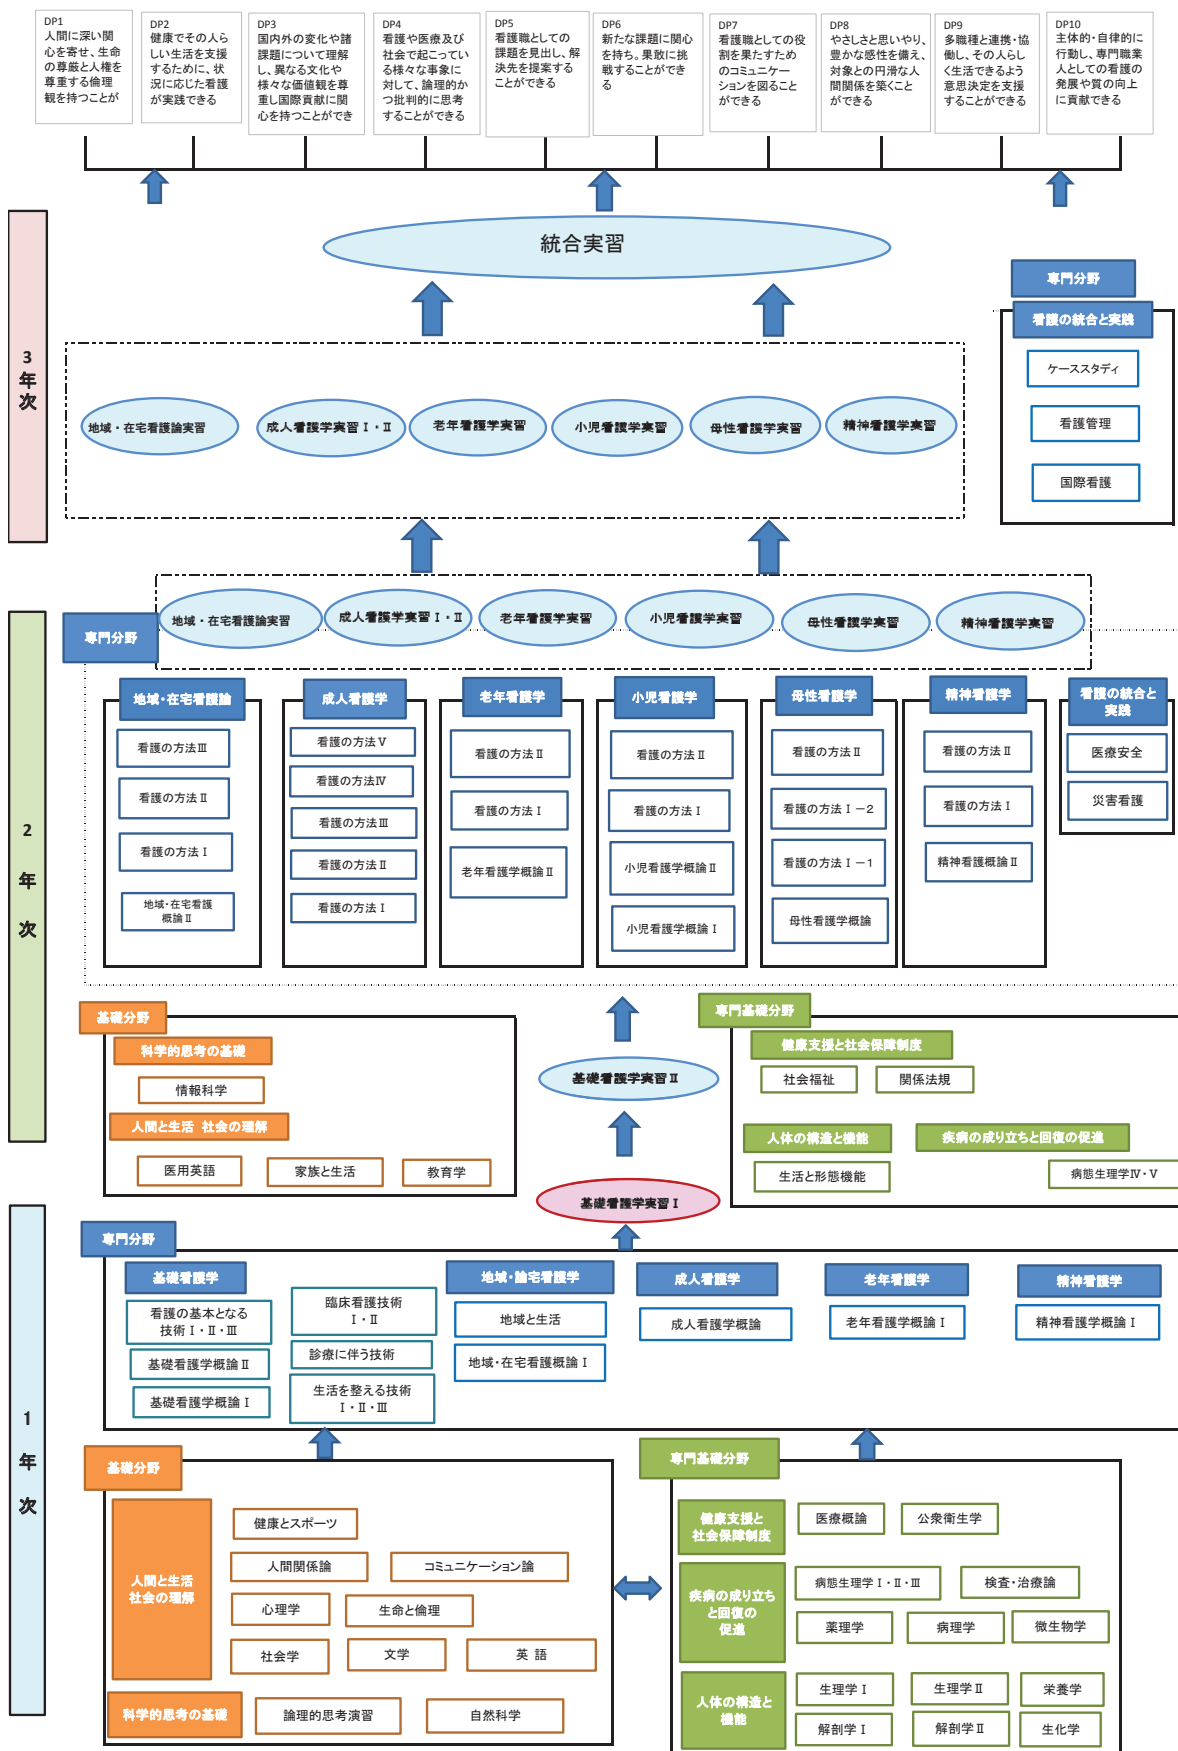 DP1
人間に深い関
心を寄せ、生命
の尊厳と人権を
尊重する倫理
観を持つことが
DP2
健康でその人ら
しい生活を支援
するために、状
況に応じた看護
が実践できる
DP3
国内外の変化や諸
課題について理解
し、異なる文化や
様々な価値観を尊
重し国際貢献に関
心を持つことができ
DP4
看護や医療及び
社会で起こってい
る様々な事象に
対して、論理的か
つ批判的に思考
することができる
DP5
看護職としての
課題を見出し、解
決先を提案する
ことができる
DP6
新たな課題に関心
を持ち。果敢に挑
戦することができ
る
DP7
看護職としての役
割を果たすため
のコミュニケー
ションを図ること
ができる
DP8
やさしさと思いやり、
豊かな感性を備え、
対象との円滑な人
間関係を築くこと
ができる
DP9
多職種と連携・協
働し、その人らし
く生活できるよう
意思決定を支援
することができる
DP10
主体的・自律的に
行動し、専門職業
人としての看護の
発展や質の向上
に貢献できる
3
年
次
統合実習
専門分野
看護の統合と実践
ケーススタディ
看護管理
国際看護
地域・在宅看護論実習
成人看護学実習Ⅰ・Ⅱ
老年看護学実習
小児看護学実習
母性看護学実習
精神看護学実習
2
年
次
専門分野
地域・在宅看護論実習
成人看護学実習Ⅰ・Ⅱ
老年看護学実習
小児看護学実習
母性看護学実習
精神看護学実習
地域・在宅看護論
看護の方法Ⅲ
看護の方法Ⅱ
看護の方法Ⅰ
地域・在宅看護
概論Ⅱ
成人看護学
看護の方法Ⅴ
看護の方法Ⅳ
看護の方法Ⅲ
看護の方法Ⅱ
看護の方法Ⅰ
老年看護学
看護の方法Ⅱ
看護の方法Ⅰ
老年看護学概論Ⅱ
小児看護学
看護の方法Ⅱ
看護の方法Ⅰ
小児看護学概論Ⅱ
小児看護学概論Ⅰ
母性看護学
看護の方法Ⅱ
看護の方法Ⅰ－2
看護の方法Ⅰ－1
母性看護学概論
精神看護学
看護の方法Ⅱ
看護の方法Ⅰ
精神看護概論Ⅱ
看護の統合と
実践
医療安全
災害看護
基礎分野
科学的思考の基礎
情報科学
人間と生活 社会の理解
医用英語
家族と生活
教育学
基礎看護学実習Ⅱ
専門基礎分野
健康支援と社会保障制度
社会福祉
関係法規
人体の構造と機能
生活と形態機能
疾病の成り立ちと回復の促進
病態生理学Ⅳ・Ⅴ
基礎看護学実習Ⅰ
1
年
次
専門分野
基礎看護学
看護の基本となる
技術Ⅰ・Ⅱ・Ⅲ
基礎看護学概論Ⅱ
基礎看護学概論Ⅰ
臨床看護技術
Ⅰ・Ⅱ
診療に伴う技術
生活を整える技術
Ⅰ・Ⅱ・Ⅲ
地域・論宅看護学
地域と生活
地域・在宅看護概論Ⅰ
成人看護学
成人看護学概論
老年看護学
老年看護学概論Ⅰ
精神看護学
精神看護学概論Ⅰ
基礎分野
人間と生活
社会の理解
健康とスポーツ
人間関係論
コミュニケーション論
心理学
生命と倫理
社会学
文学
英 語
科学的思考の基礎
論理的思考演習
自然科学
専門基礎分野
健康支援と
社会保障制度
医療概論
公衆衛生学
疾病の成り立ち
と回復の
促進
病態生理学Ⅰ・Ⅱ・Ⅲ
検査・治療論
薬理学
病理学
微生物学
人体の構造と
機能
生理学Ⅰ
生理学Ⅱ
栄養学
解剖学Ⅰ
解剖学Ⅱ
生化学